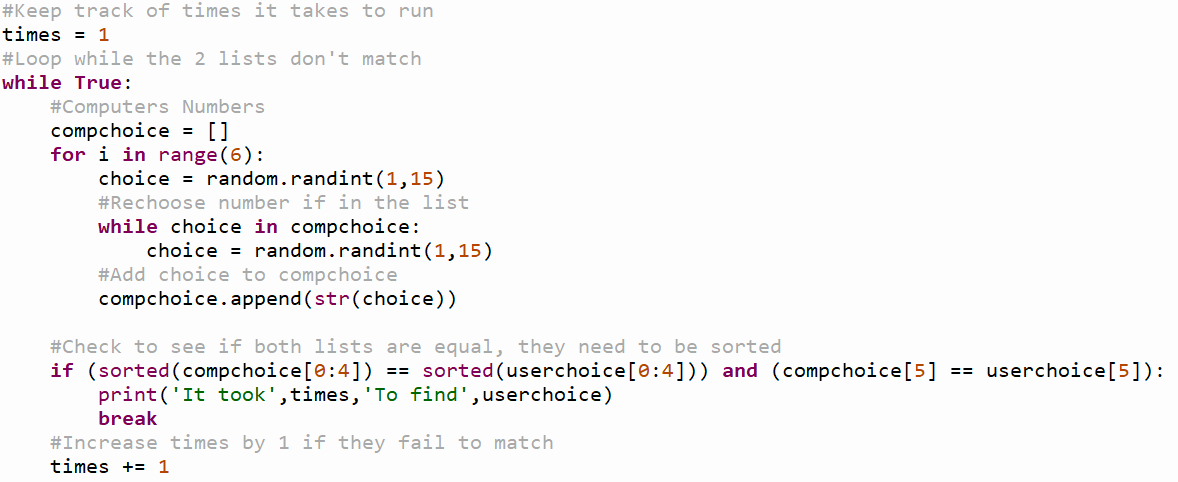 #Keep track of times it takes to run
times = 1
#Loop while the 2 lists don't match
while True:
    #Computers Numbers
    compchoice = []
    for i in range(6):
        choice = random.randint(1,15)
        #Rechoose number if in the list
        while choice in compchoice:
            choice = random.randint(1,15)
        #Add choice to compchoice
        compchoice.append(str(choice))

    #Check to see if both lists are equal, they need to be sorted
    if (sorted(compchoice[0:4]) == sorted(userchoice[0:4])) and (compchoice[5] == userchoice[5]):
        print('It took',times,'To find',userchoice)
        break
    #Increase times by 1 if they fail to match
    times += 1